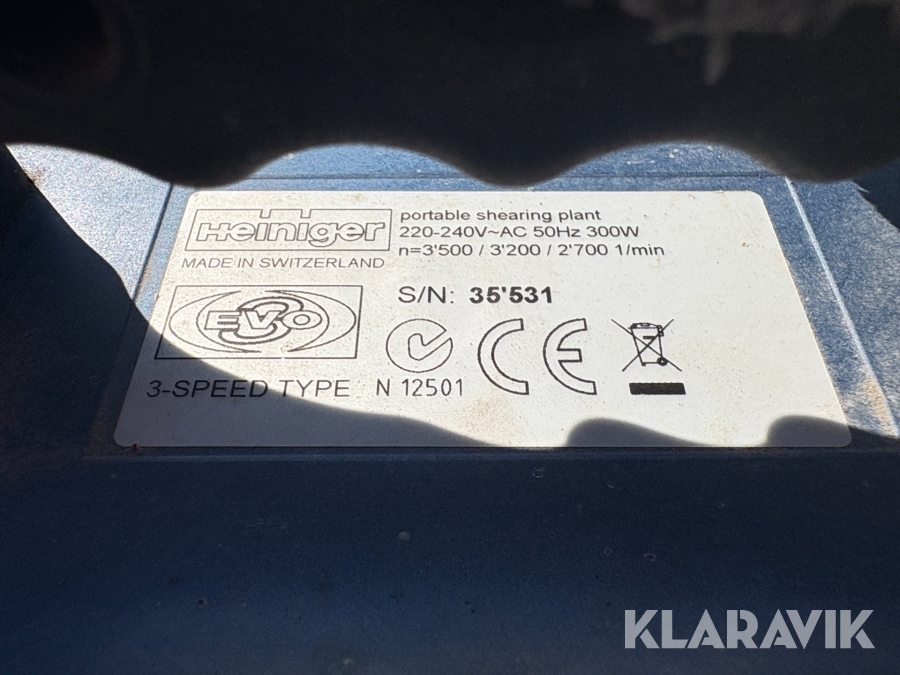 Heiniger
MADE IN SWITZERLAND
portable shearing plant
220-240V~AC 50Hz 300W
n=3'500 / 3'200 / 2'700 1/min
S/N: 35'531
EVO
3-SPEED TYPE
N 12501
CE
KLARAVIK